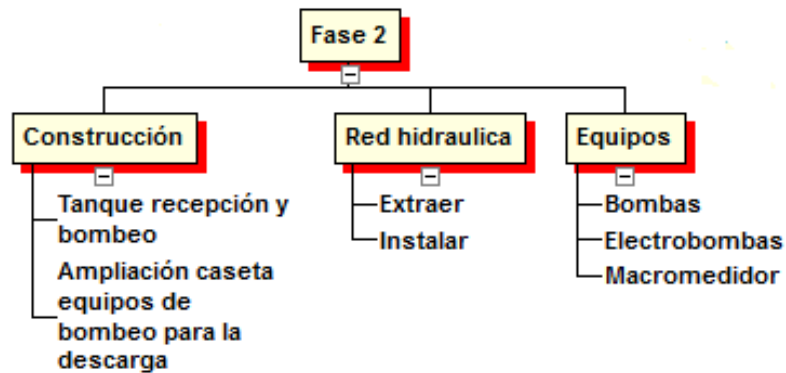 Fase 2
Construcción
Tanque recepción y
bombeo
Ampliación caseta
equipos de
bombeo para la
descarga
Red hidraulica
Extraer
Instalar
Equipos
Bombas
Electrobombas
Macromedidor